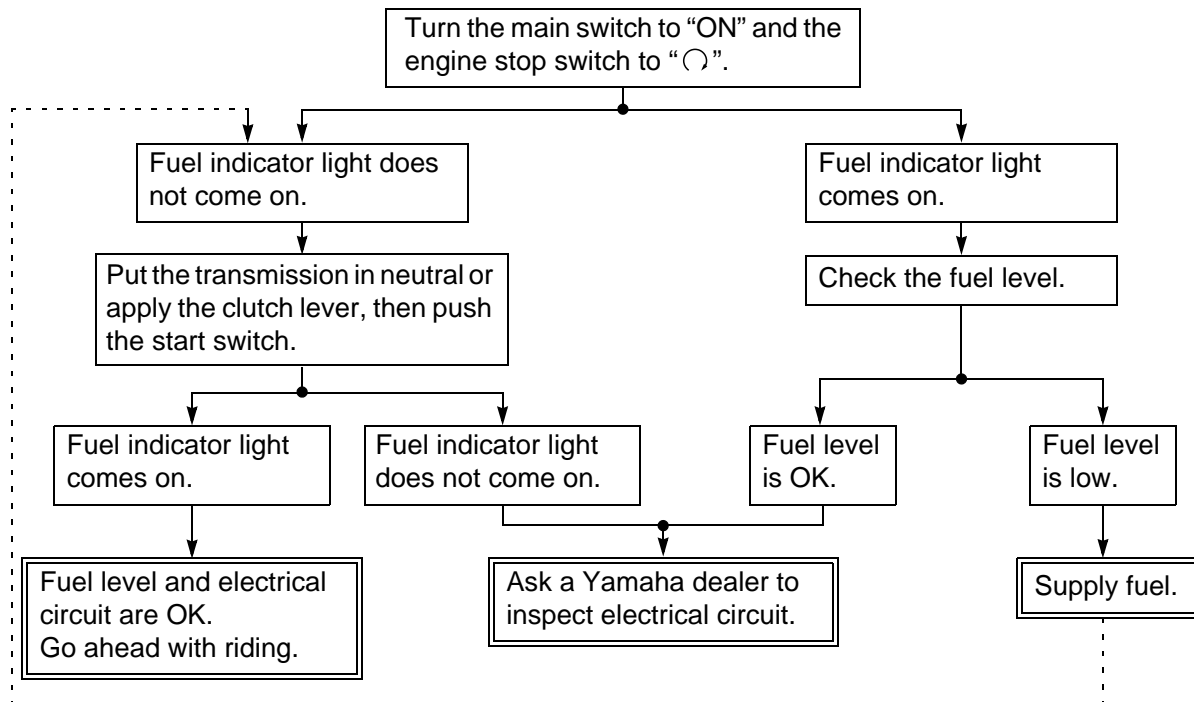 Turn the main switch to “ON” and the
engine stop switch to “ ”.
Fuel indicator light does
not come on.
Fuel indicator light
comes on.
Put the transmission in neutral or
apply the clutch lever, then push
the start switch.
Check the fuel level.
Fuel indicator light
comes on.
Fuel indicator light
does not come on.
Fuel level
is OK.
Fuel level
is low.
Fuel level and electrical
circuit are OK.
Go ahead with riding.
Ask a Yamaha dealer to
inspect electrical circuit.
Supply fuel.